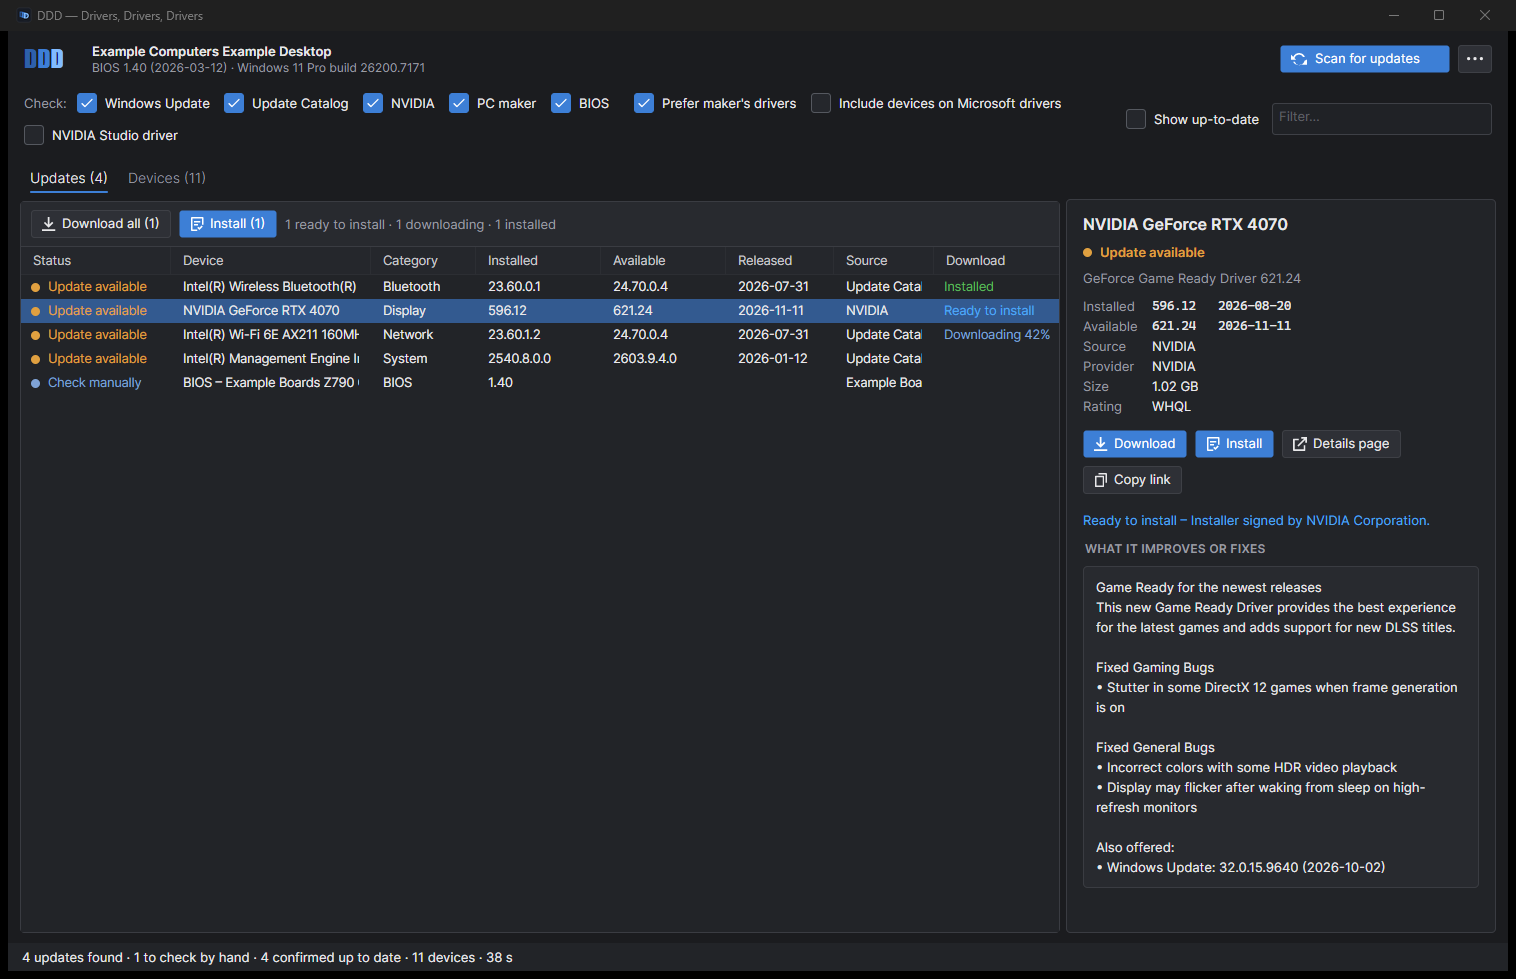 DDD — Drivers, Drivers, Drivers
DDD
Example Computers Example Desktop
BIOS 1.40 (2026-03-12) · Windows 11 Pro build 26200.7171
Scan for updates
Check: Windows Update Update Catalog NVIDIA PC maker BIOS Prefer maker's drivers Include devices on Microsoft drivers
NVIDIA Studio driver
Show up-to-date Filter...
Updates (4) Devices (11)
Download all (1) Install (1) 1 ready to install · 1 downloading · 1 installed
Status Device Category Installed Available Released Source Download
Update available Intel(R) Wireless Bluetooth(R) Bluetooth 23.60.0.1 24.70.0.4 2026-07-31 Update Catal Installed
Update available NVIDIA GeForce RTX 4070 Display 596.12 621.24 2026-11-11 NVIDIA Ready to install
Update available Intel(R) Wi-Fi 6E AX211 160MH Network 23.60.1.2 24.70.0.4 2026-07-31 Update Catal Downloading 42%
Update available Intel(R) Management Engine In System 2540.8.0.0 2603.9.4.0 2026-01-12 Update Catal
Check manually BIOS – Example Boards Z790 BIOS 1.40 Example Boa
NVIDIA GeForce RTX 4070
Update available
GeForce Game Ready Driver 621.24
Installed 596.12 2026-08-20
Available 621.24 2026-11-11
Source NVIDIA
Provider NVIDIA
Size 1.02 GB
Rating WHQL
Download Install Details page
Copy link
Ready to install – Installer signed by NVIDIA Corporation.
WHAT IT IMPROVES OR FIXES
Game Ready for the newest releases
This new Game Ready Driver provides the best experience
for the latest games and adds support for new DLSS titles.
Fixed Gaming Bugs
• Stutter in some DirectX 12 games when frame generation
is on
Fixed General Bugs
• Incorrect colors with some HDR video playback
• Display may flicker after waking from sleep on high-
refresh monitors
Also offered:
• Windows Update: 32.0.15.9640 (2026-10-02)
4 updates found · 1 to check by hand · 4 confirmed up to date · 11 devices · 38 s